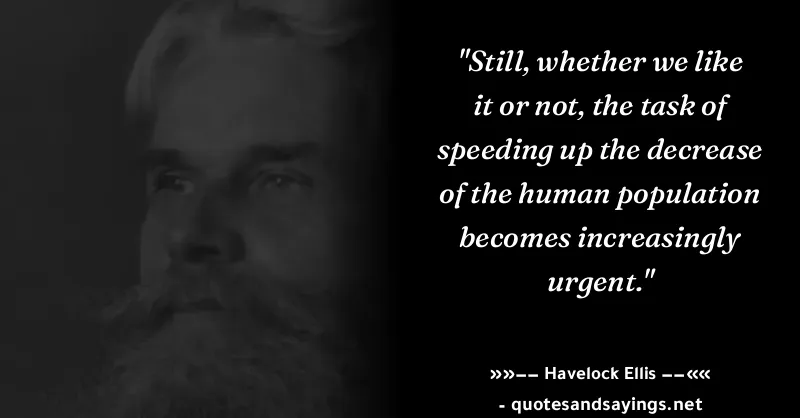 "Still, whether we like
it or not, the task of
speeding up the decrease
of the human population
becomes increasingly
urgent."
»»–– Havelock Ellis ––««
- quotesandsayings.net